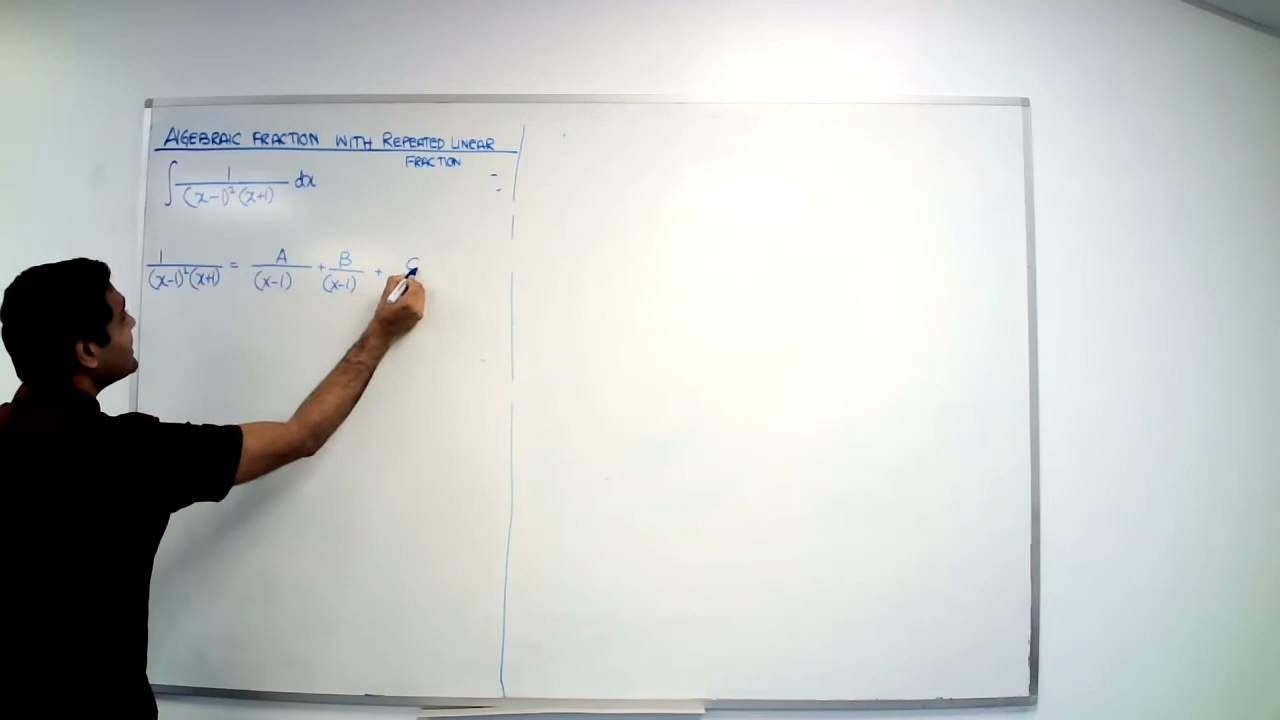 ALGEBRAIC FRACTION WITH REPEATED LINEAR
FRACTION
∫ 1/((x-1)²(x+1)) dx
1/((x-1)²(x+1)) = A/(x-1) + B/(x-1) + C